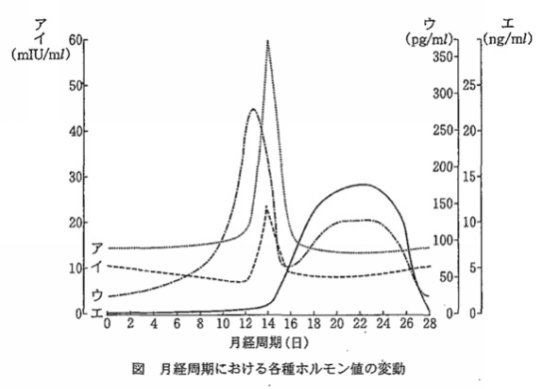 ア
イ
(mIU/ml)
60
50
40
30
20
10
0
ア
イ
ウ
エ
ウ
(pg/ml)
350
300
250
200
150
100
50
0
エ
(ng/ml)
25
20
15
10
5
0
0 2 4 6 8 10 12 14 16 18 20 22 24 26 28
月経周期(日)
図 月経周期における各種ホルモン値の変動